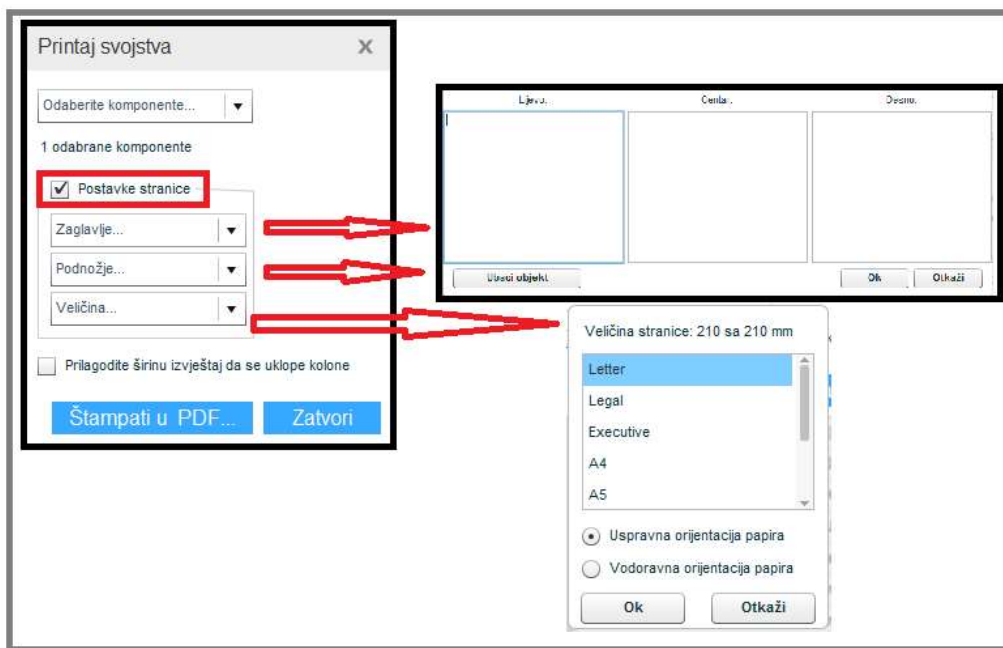 Printaj svojstva X
Odaberite komponente...
1 odabrane komponente
Postavke stranice
Zaglavlje...
Podnožje...
Veličina...
Prilagodite širinu izvještaj da se uklope kolone
Štampati u PDF... Zatvori
Lijevo: Centar: Desno:
Ubaci objekt Ok Otkaži
Veličina stranice: 210 sa 210 mm
Letter
Legal
Executive
A4
A5
Uspravna orijentacija papira
Vodoravna orijentacija papira
Ok Otkaži